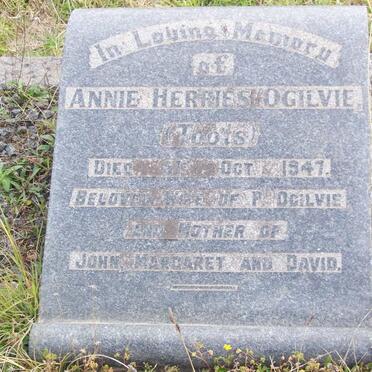 In Loving Memory
of
ANNIE HERRIES OGILVIE
(TOOTS)
DIED OCT. 1947.
BELOVED WIFE OF P. OGILVIE
AND MOTHER OF
JOHN, MARGARET AND DAVID.